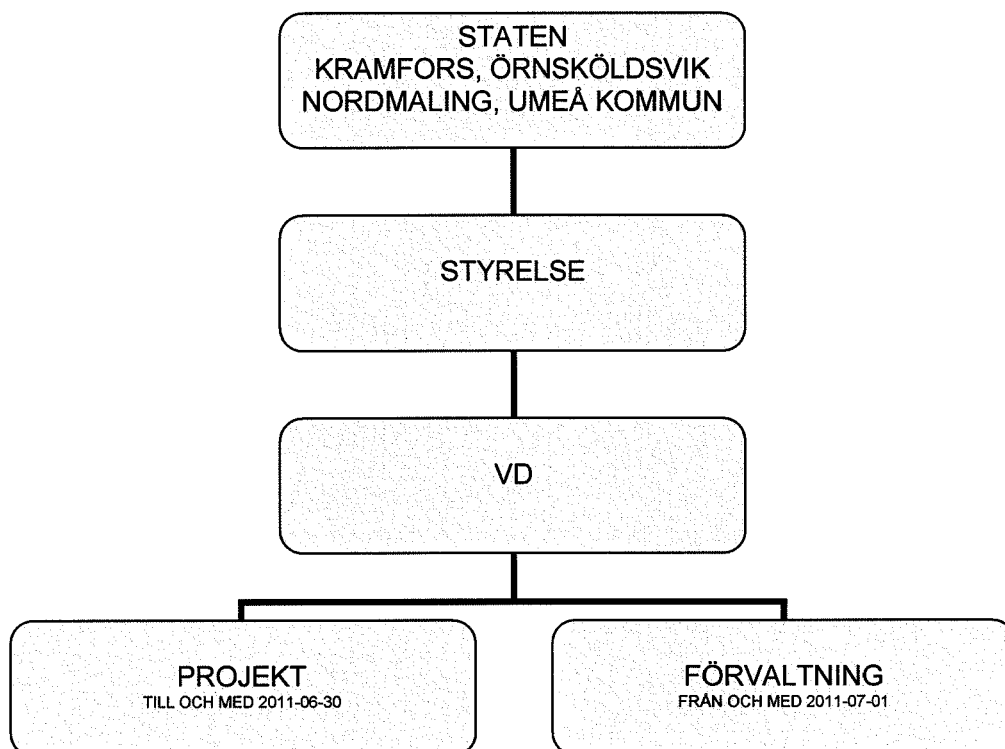 STATEN
KRAMFORS, ÖRNSKÖLDSVIK
NORDMALING, UMEÅ KOMMUN
STYRELSE
VD
PROJEKT
TILL OCH MED 2011-06-30
FÖRVALTNING
FRÅN OCH MED 2011-07-01